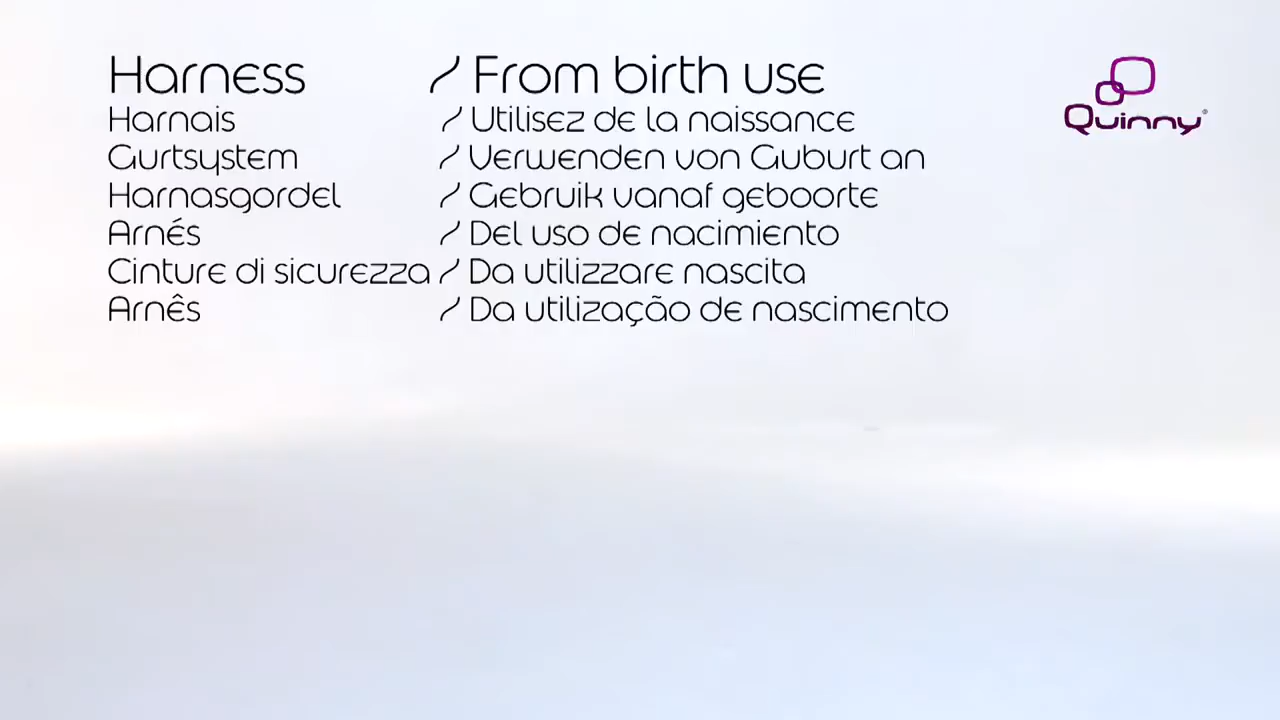 Harness / From birth use
Harnais / Utilisez de la naissance
Gurtsystem / Verwenden von Guburt an
Harnasgordel / Gebruik vanaf geboorte
Arnés / Del uso de nacimiento
Cinture di sicurezza / Da utilizzare nascita
Arnês / Da utilização de nascimento
Quinny®